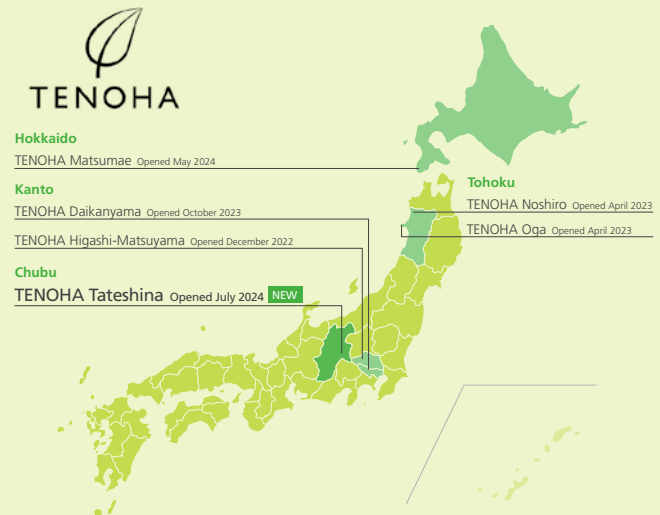 TENOHA
Hokkaido
TENOHA Matsumae Opened May 2024
Kanto
TENOHA Daikanyama Opened October 2023
TENOHA Higashi-Matsuyama Opened December 2022
Chubu
TENOHA Tateshina Opened July 2024 NEW
Tohoku
TENOHA Noshiro Opened April 2023
TENOHA Oga Opened April 2023